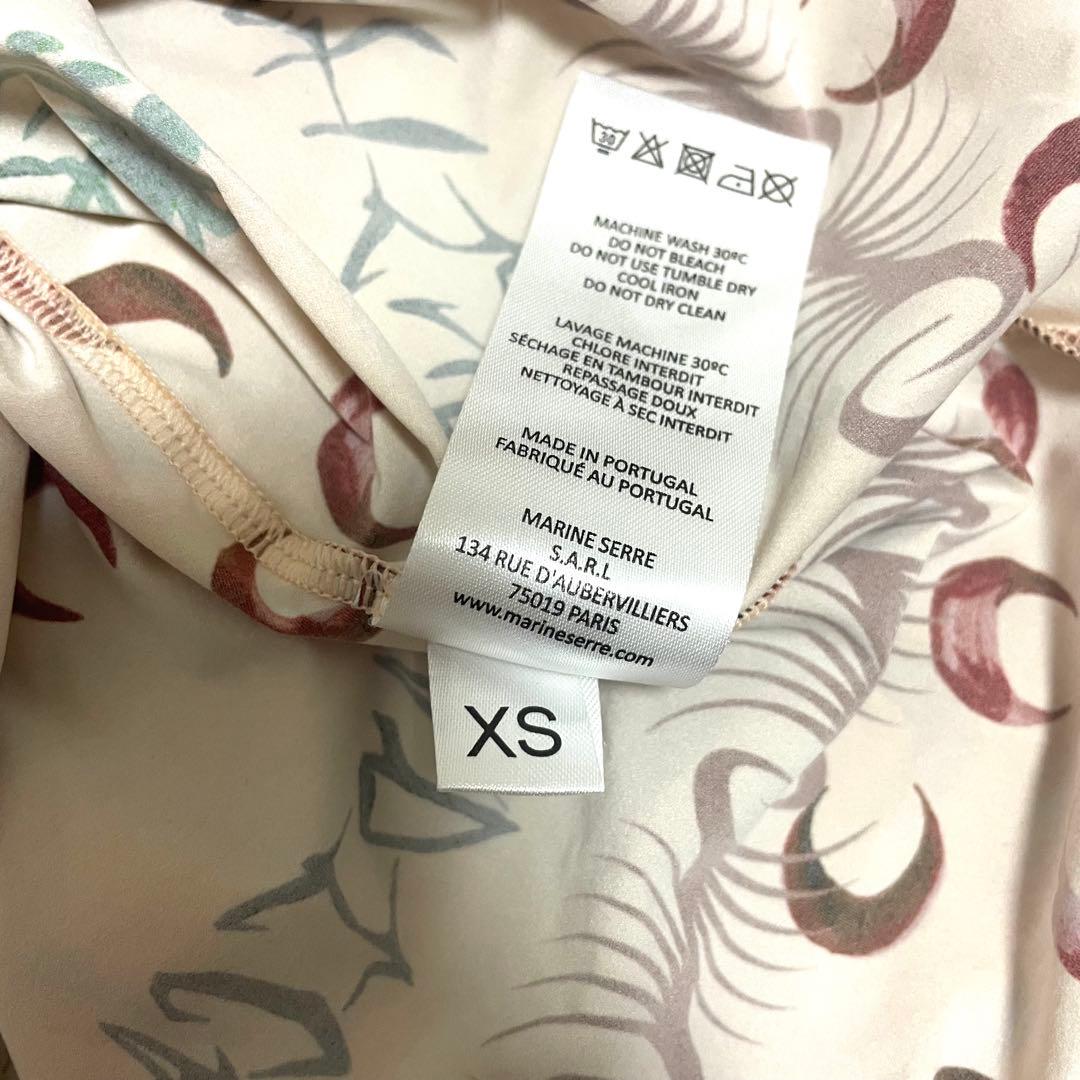 30
MACHINE WASH 30ºC
DO NOT BLEACH
DO NOT USE TUMBLE DRY
COOL IRON
DO NOT DRY CLEAN
LAVAGE MACHINE 30ºC
CHLORE INTERDIT
SÉCHAGE EN TAMBOUR INTERDIT
REPASSAGE DOUX
NETTOYAGE À SEC INTERDIT
MADE IN PORTUGAL
FABRIQUÉ AU PORTUGAL
MARINE SERRE
S.A.R.L
134 RUE D'AUBERVILLIERS
75019 PARIS
www.marineserre.com
XS